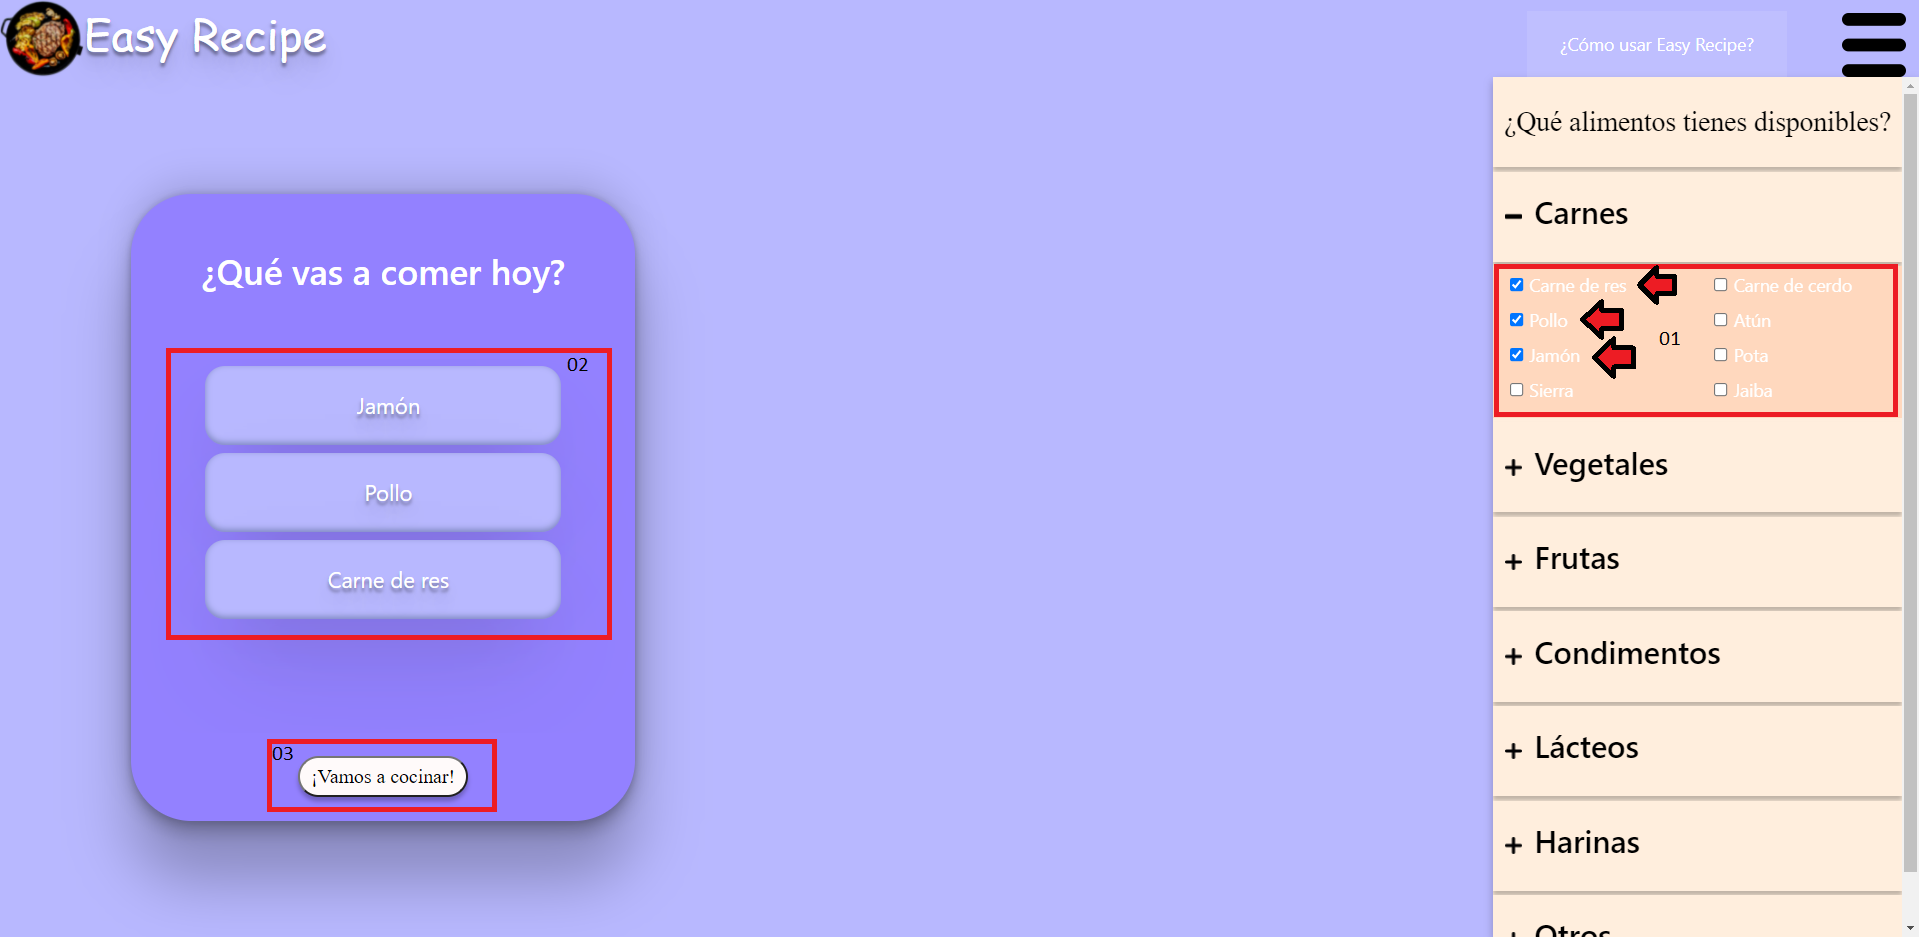 Easy Recipe
¿Cómo usar Easy Recipe?
¿Qué vas a comer hoy?
02
Jamón
Pollo
Carne de res
03
¡Vamos a cocinar!
¿Qué alimentos tienes disponibles?
Carnes
Carne de res
Carne de cerdo
Pollo
Atún
01
Jamón
Pota
Sierra
Jaiba
+ Vegetales
+ Frutas
+ Condimentos
+ Lácteos
+ Harinas
+ Otros